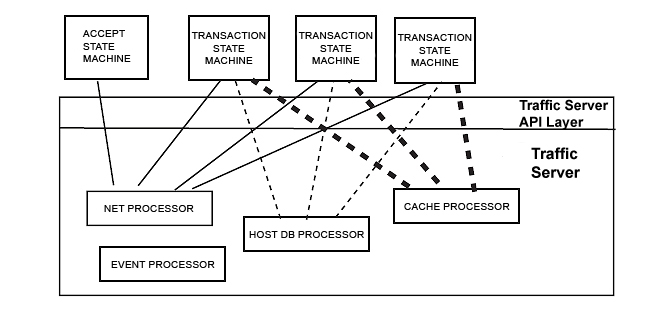 ACCEPT
STATE
MACHINE
TRANSACTION
STATE
MACHINE
TRANSACTION
STATE
MACHINE
TRANSACTION
STATE
MACHINE
Traffic Server
API Layer
Traffic
Server
NET PROCESSOR
CACHE PROCESSOR
HOST DB PROCESSOR
EVENT PROCESSOR